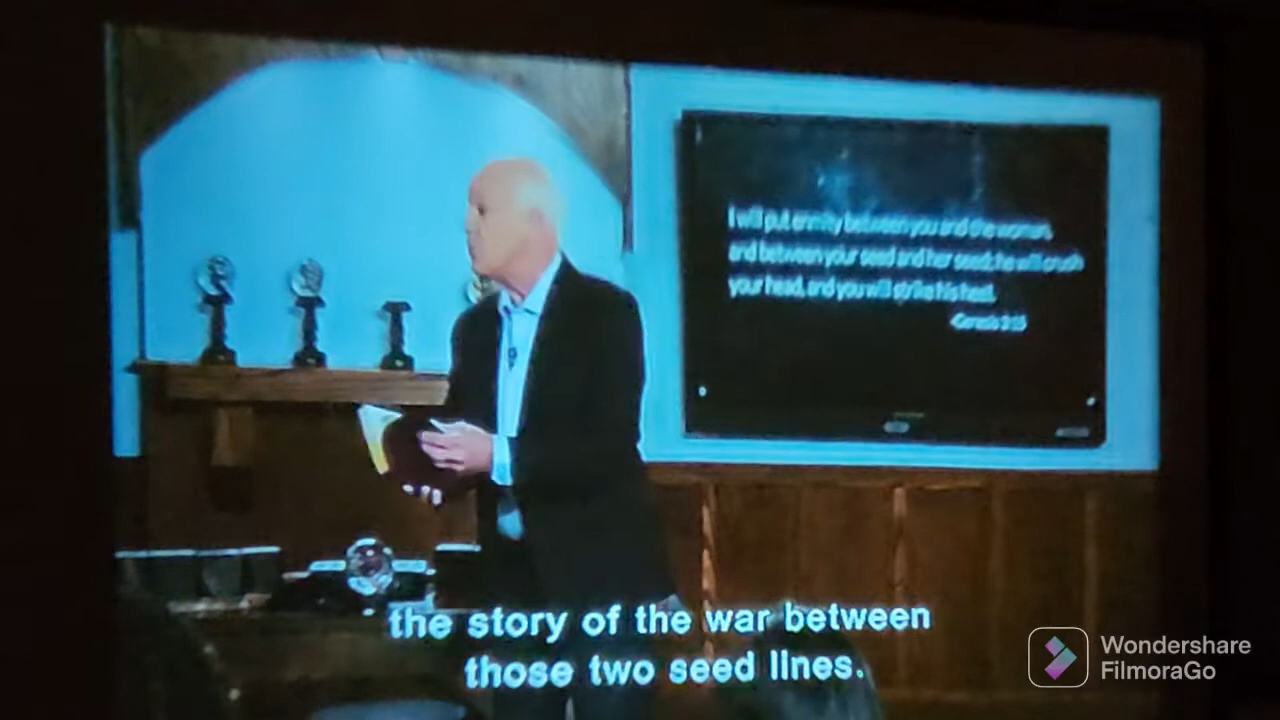 I will put enmity between you and the woman,
and between your seed and her seed; he will crush
your head, and you will strike his heel.
-Genesis 3:15
the story of the war between
those two seed lines.
Wondershare
FilmoraGo